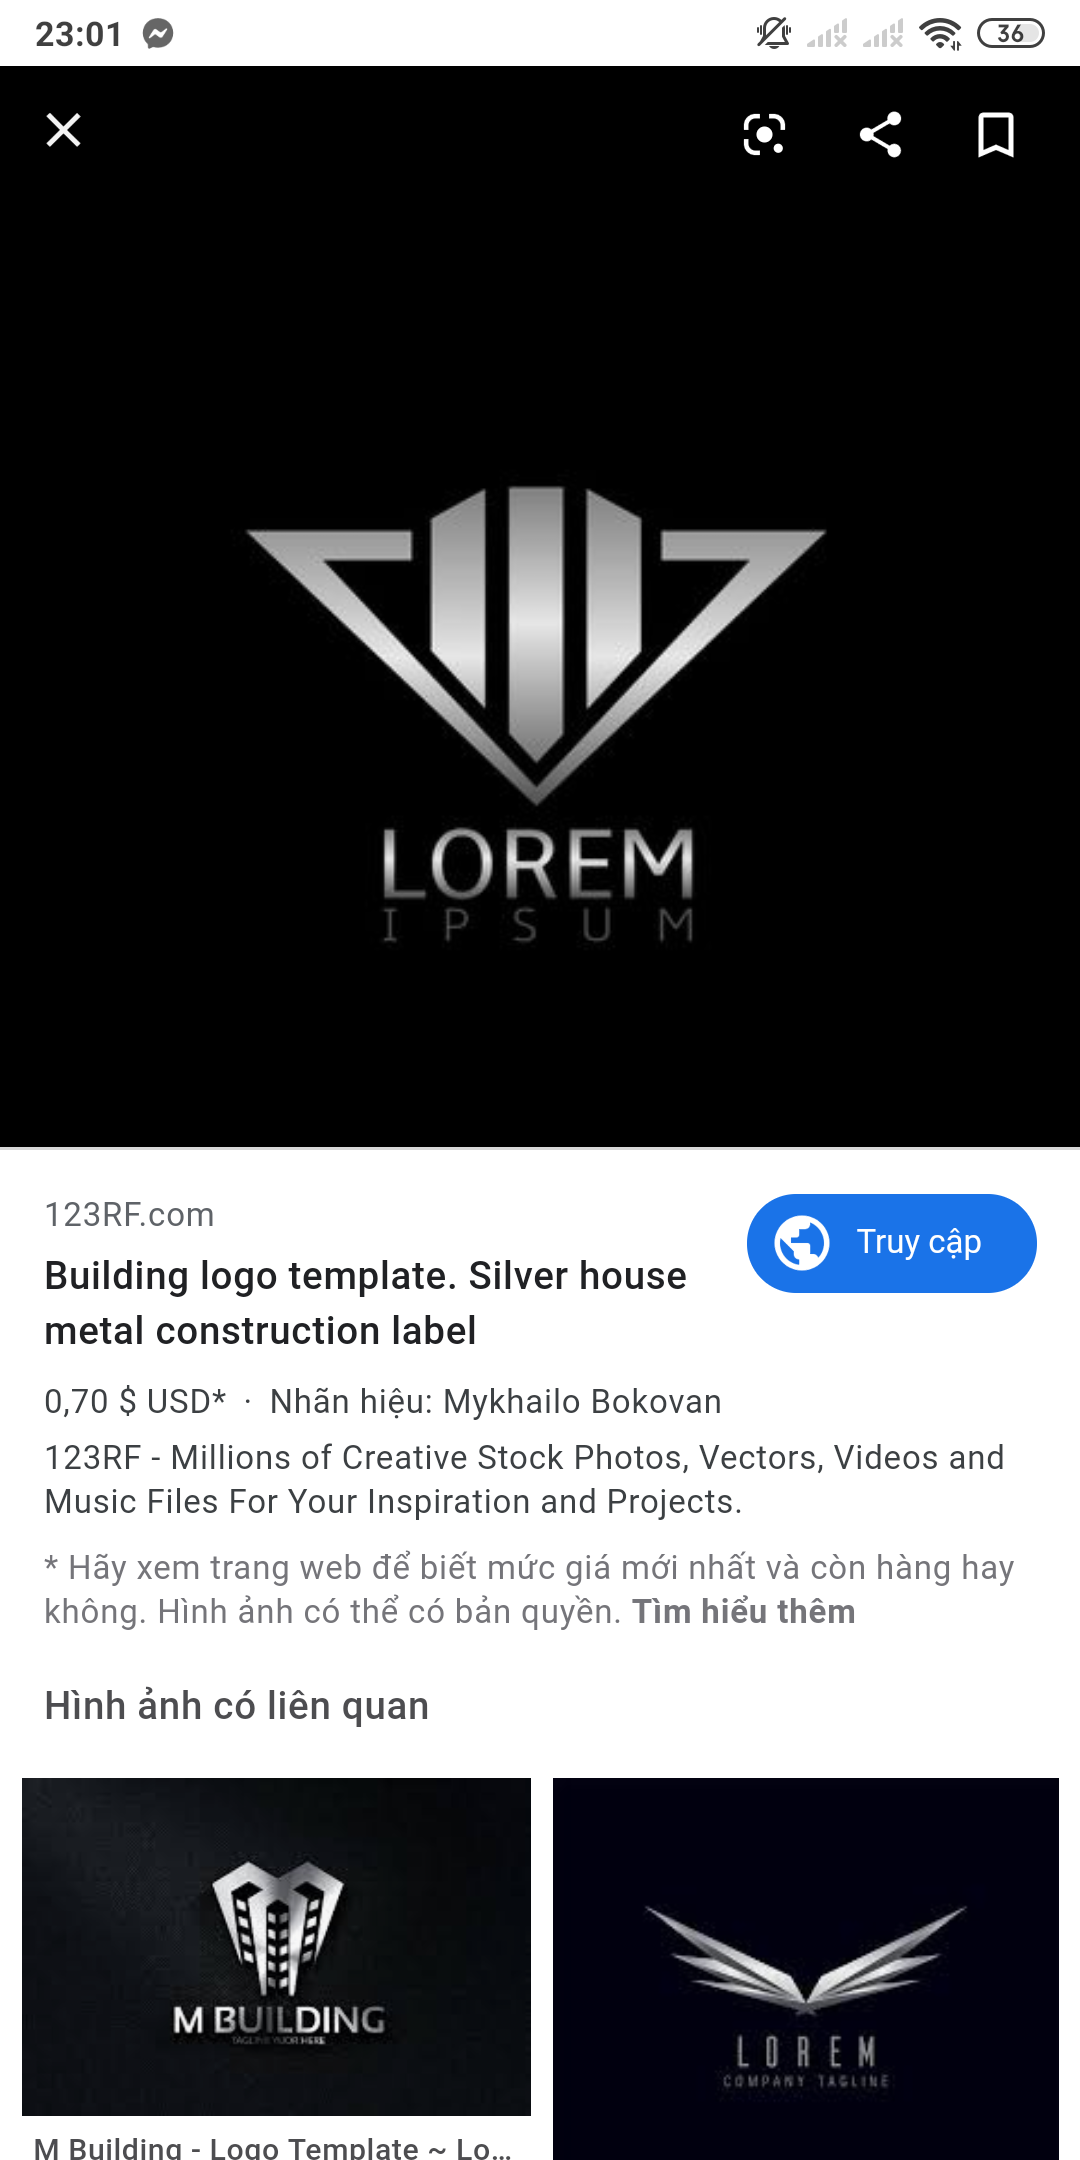 23:01
36
LOREM
IPSUM
123RF.com
Truy cập
Building logo template. Silver house
metal construction label
0,70 $ USD* · Nhãn hiệu: Mykhailo Bokovan
123RF - Millions of Creative Stock Photos, Vectors, Videos and
Music Files For Your Inspiration and Projects.
* Hãy xem trang web để biết mức giá mới nhất và còn hàng hay
không. Hình ảnh có thể có bản quyền. Tìm hiểu thêm
Hình ảnh có liên quan
M BUILDING
TAGLINE YUOR HERE
LOREM
COMPANY TAGLINE
M Building - Logo Template ~ Lo...